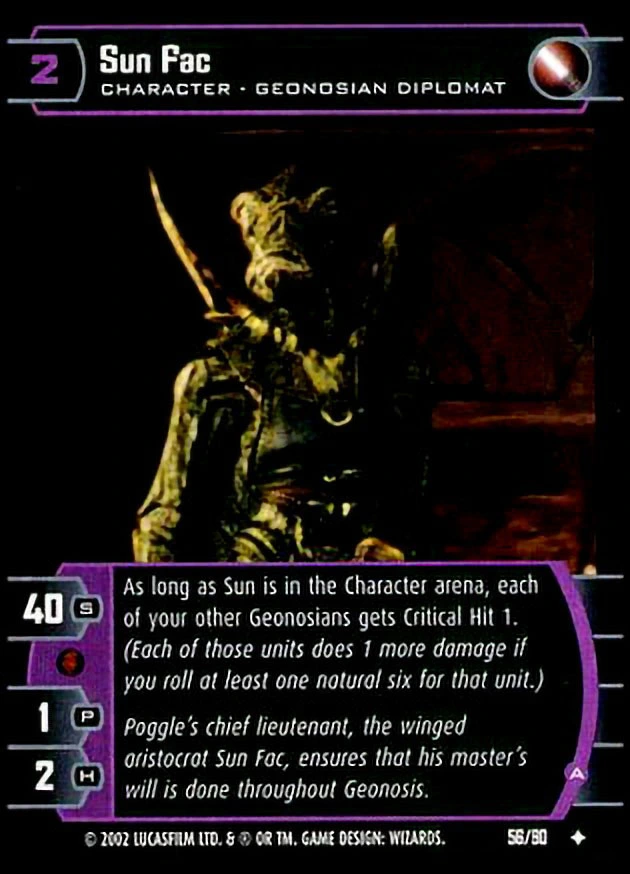 2
Sun Fac
CHARACTER - GEONOSIAN DIPLOMAT
As long as Sun is in the Character arena, each
of your other Geonosians gets Critical Hit 1.
(Each of those units does 1 more damage if
you roll at least one natural six for that unit.)
Poggle's chief lieutenant, the winged
aristocrat Sun Fac, ensures that his master's
will is done throughout Geonosis.
40 S
1 P
2 H
A
© 2002 LUCASFILM LTD. & ® OR TM. GAME DESIGN: WIZARDS.
56/80